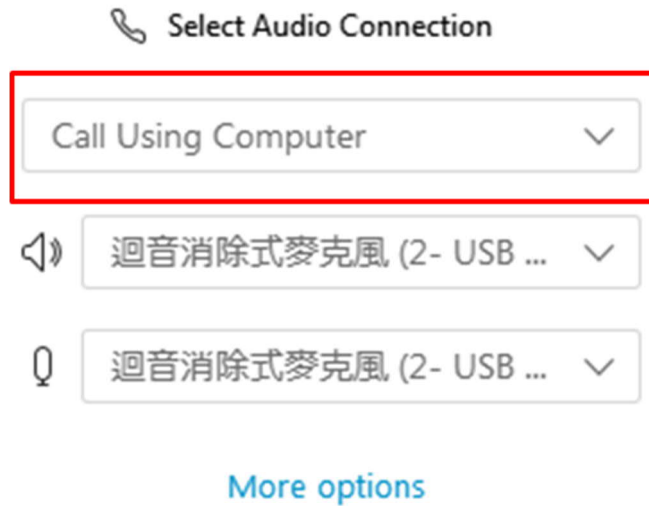 Select Audio Connection
Call Using Computer
迴音消除式麥克風 (2- USB ...
迴音消除式麥克風 (2- USB ...
More options